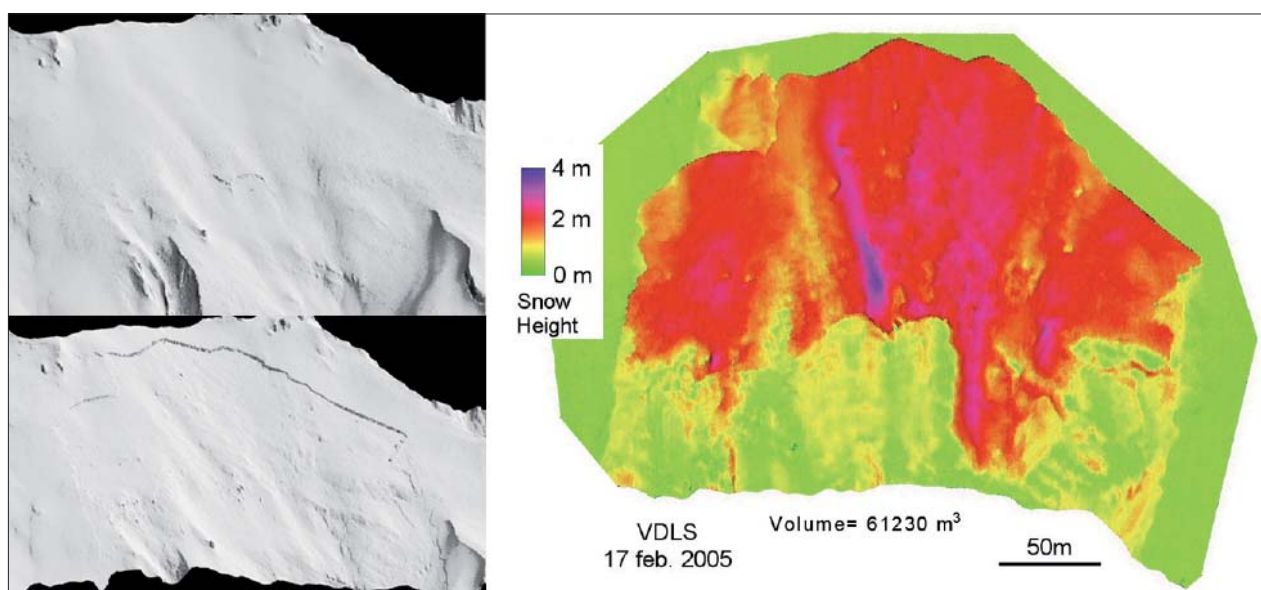 4 m
2 m
0 m
Snow
Height
VDLS
17 feb. 2005
Volume= 61230 m³
50m